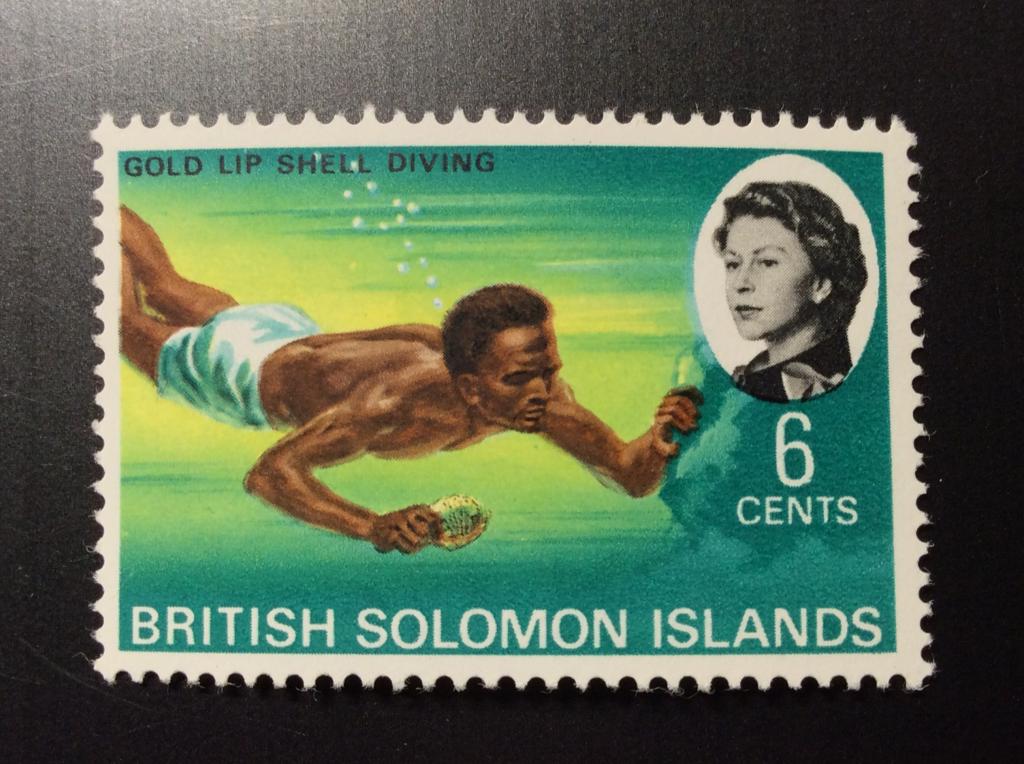 GOLD LIP SHELL DIVING
6
CENTS
BRITISH SOLOMON ISLANDS